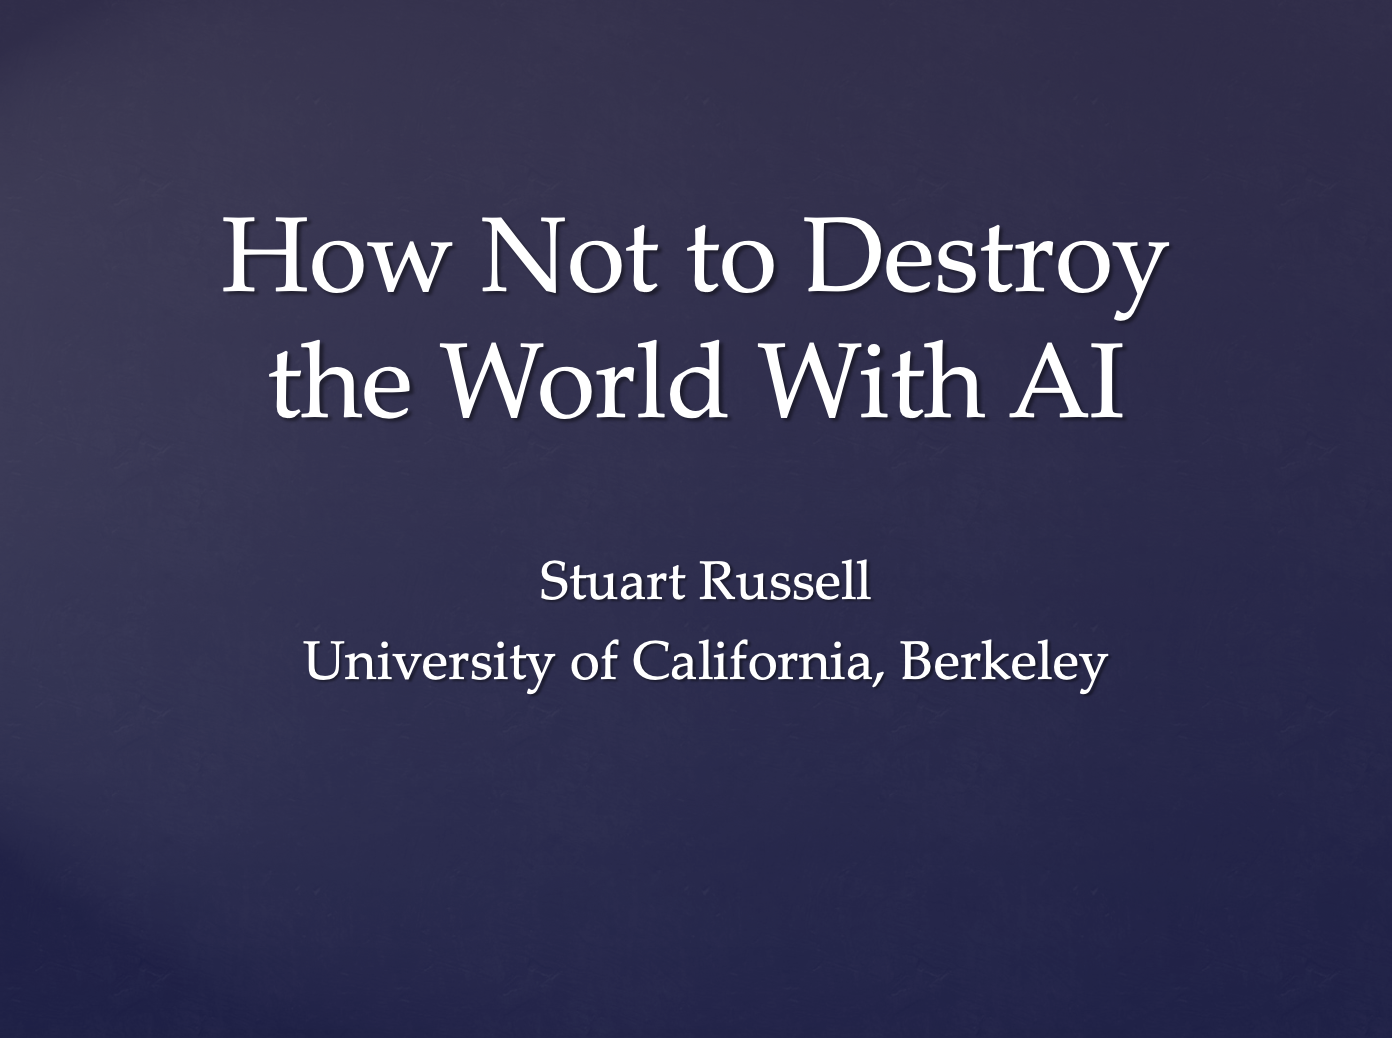 How Not to Destroy
the World With AI
Stuart Russell
University of California, Berkeley